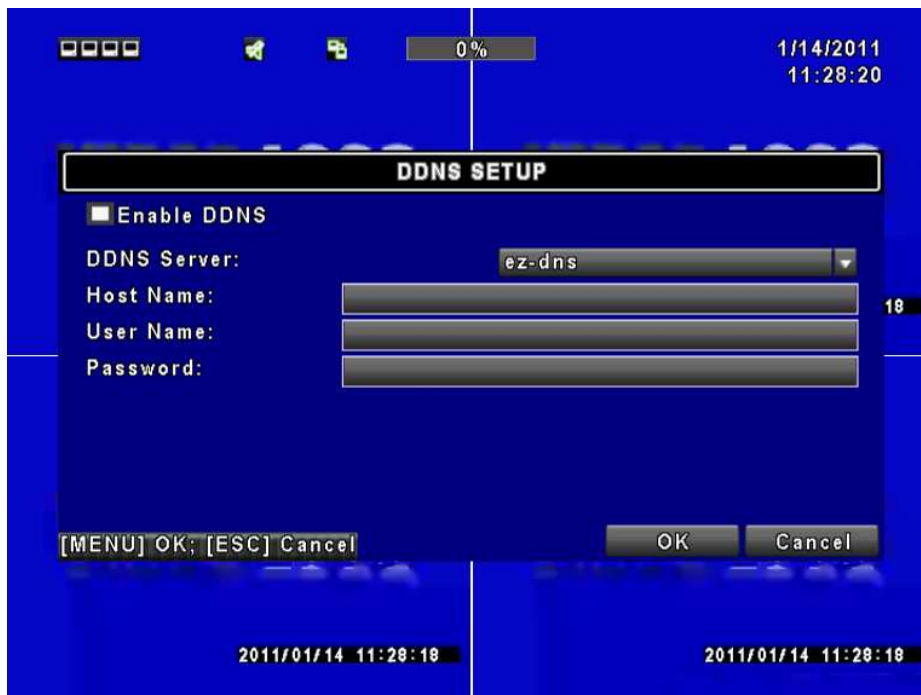 0%
1/14/2011
11:28:20
DDNS SETUP
Enable DDNS
DDNS Server:
ez-dns
Host Name:
18
User Name:
Password:
[MENU] OK; [ESC] Cancel
OK
Cancel
2011/01/14 11:28:18
2011/01/14 11:28:18